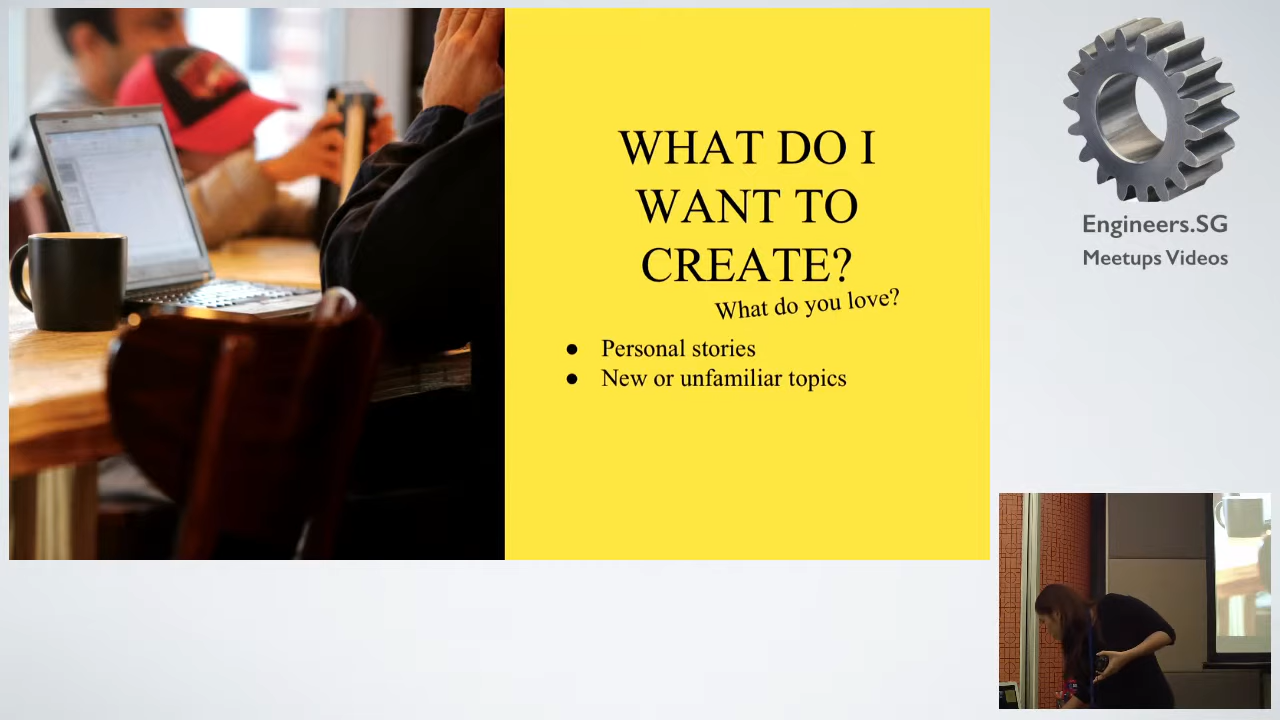 WHAT DO I
WANT TO
CREATE?
What do you love?
● Personal stories
● New or unfamiliar topics
Engineers.SG
Meetups Videos